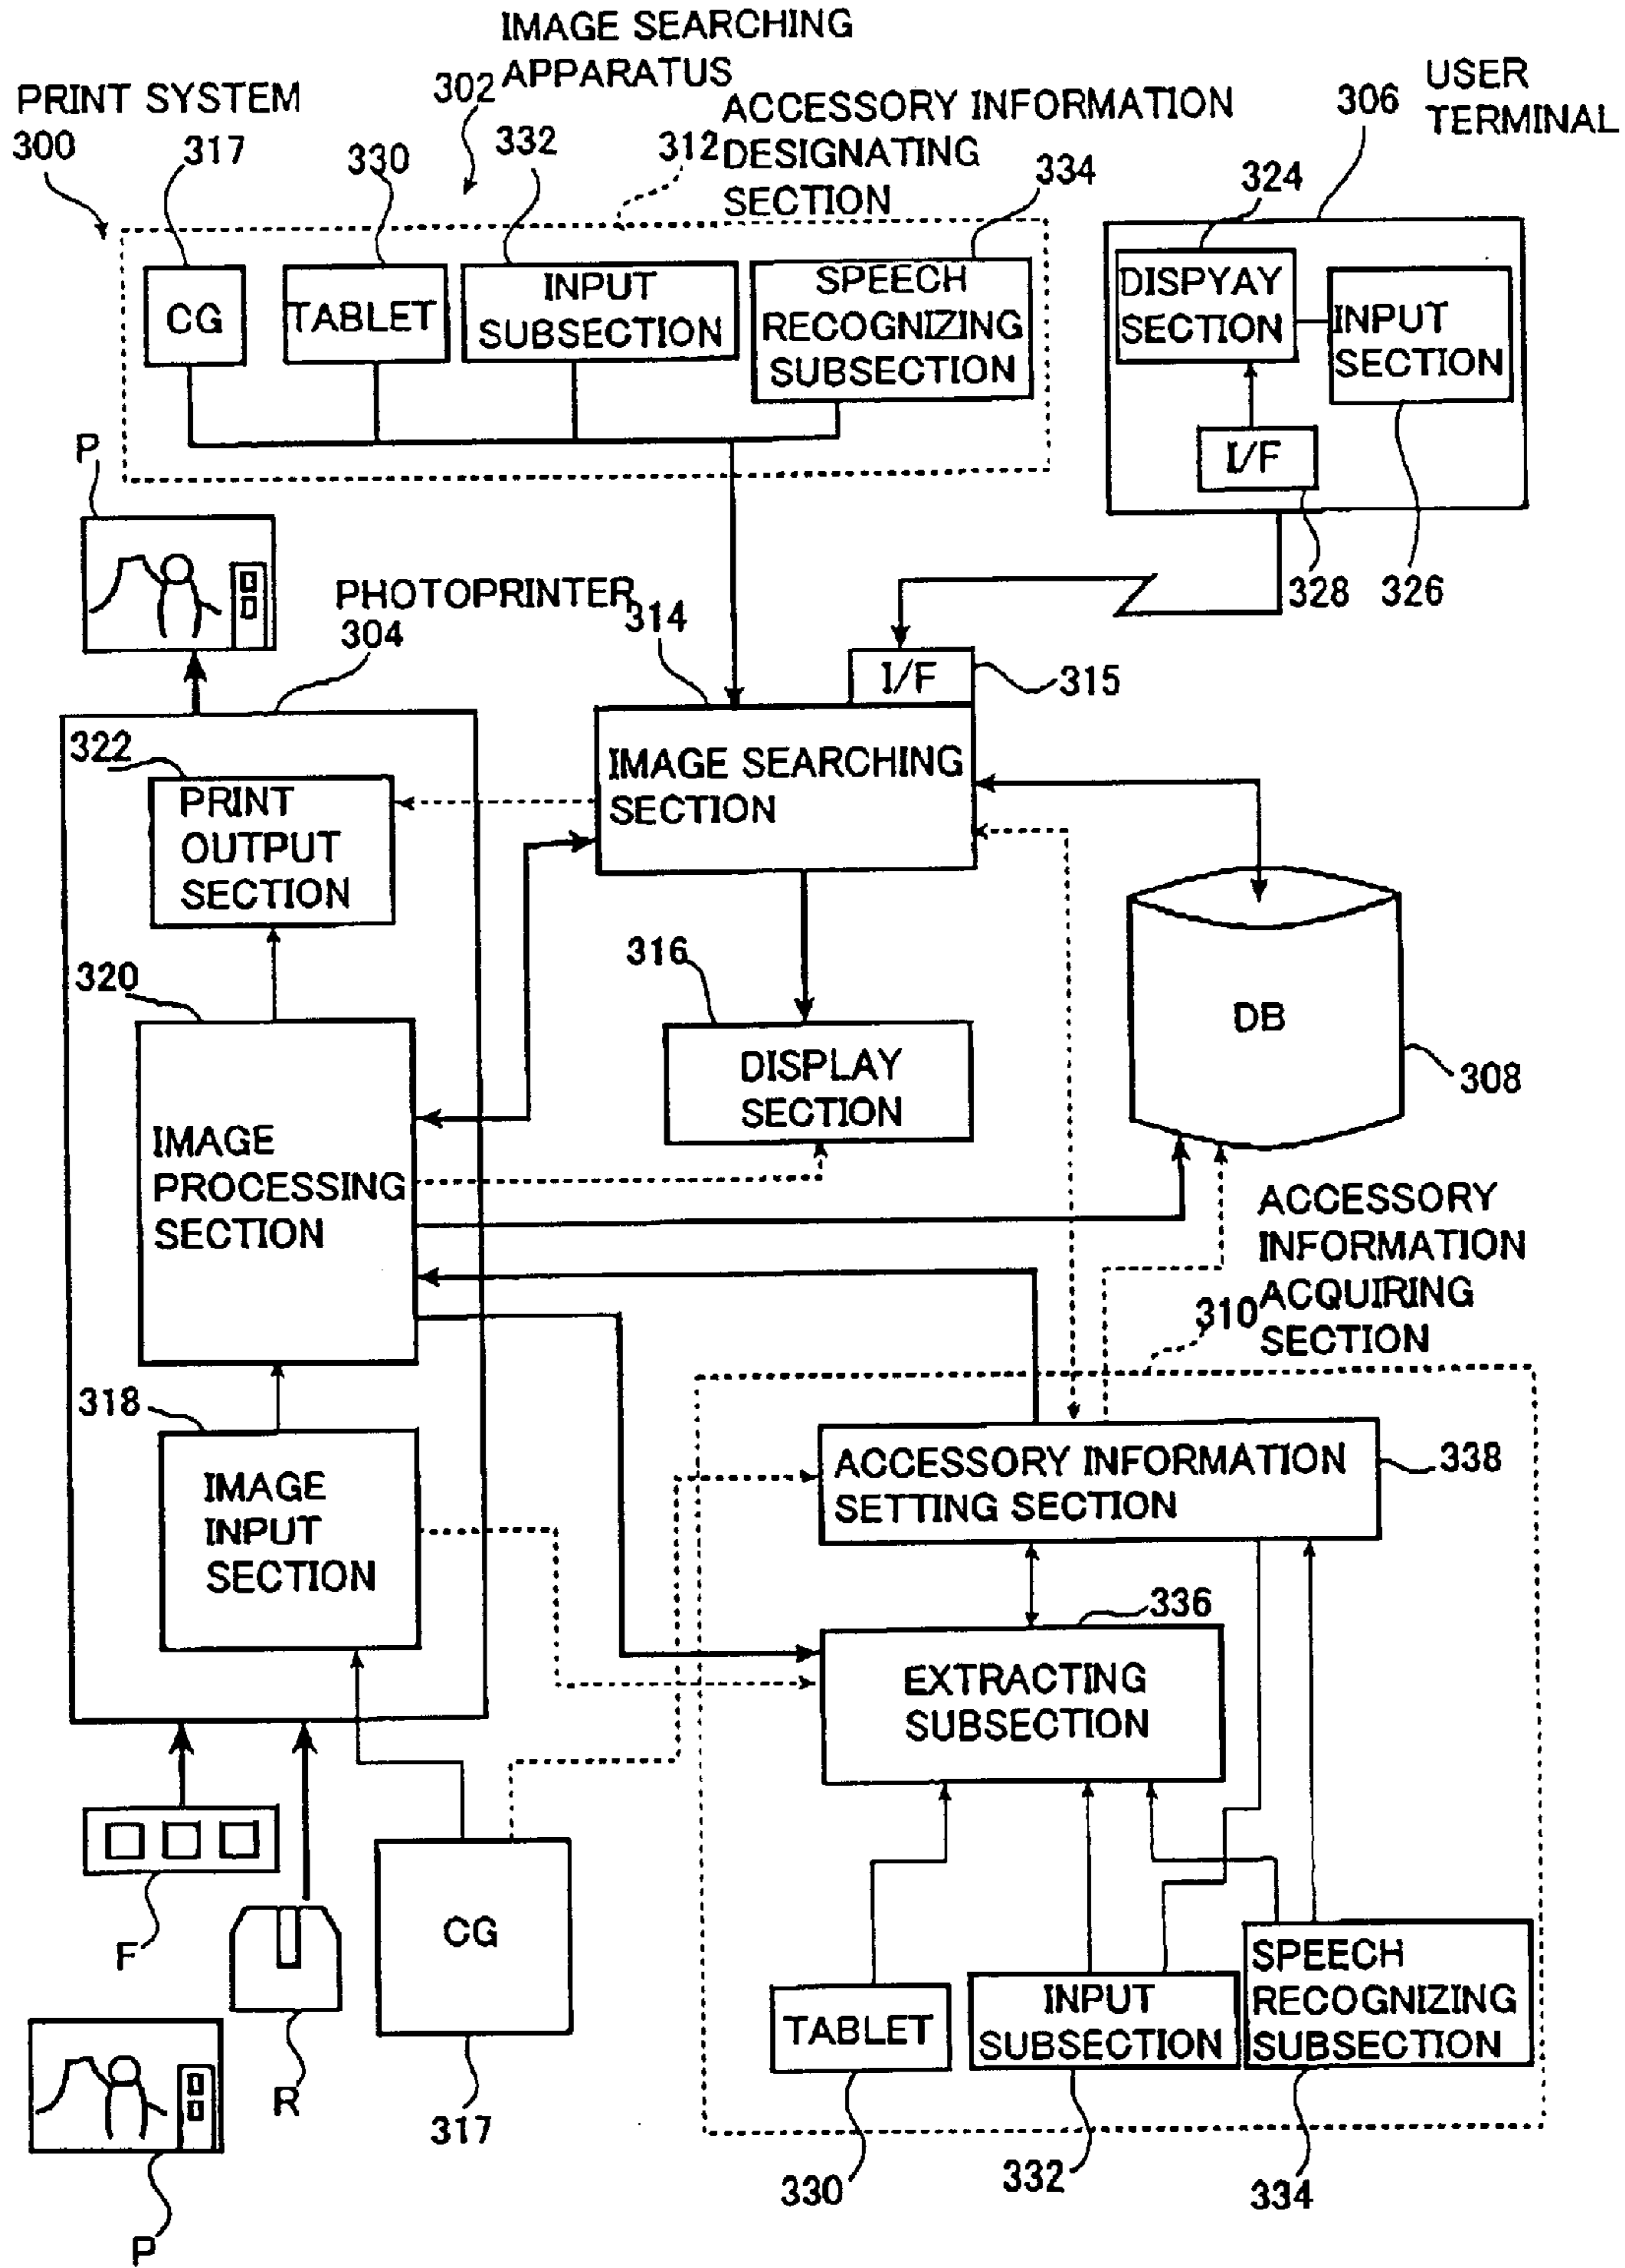 IMAGE SEARCHING
APPARATUS
302
PRINT SYSTEM
300
317
330
332
312
ACCESSORY INFORMATION
DESIGNATING
SECTION
334
306
USER
TERMINAL
324
CG
TABLET
INPUT
SUBSECTION
SPEECH
RECOGNIZING
SUBSECTION
DISPYAY
SECTION
INPUT
SECTION
I/F
328
326
P
PHOTOPRINTER
304
314
I/F
315
322
PRINT
OUTPUT
SECTION
IMAGE SEARCHING
SECTION
320
316
DISPLAY
SECTION
DB
308
IMAGE
PROCESSING
SECTION
ACCESSORY
INFORMATION
ACQUIRING
SECTION
310
318
IMAGE
INPUT
SECTION
ACCESSORY INFORMATION
SETTING SECTION
338
336
EXTRACTING
SUBSECTION
F
R
CG
317
TABLET
INPUT
SUBSECTION
SPEECH
RECOGNIZING
SUBSECTION
330
332
334
P